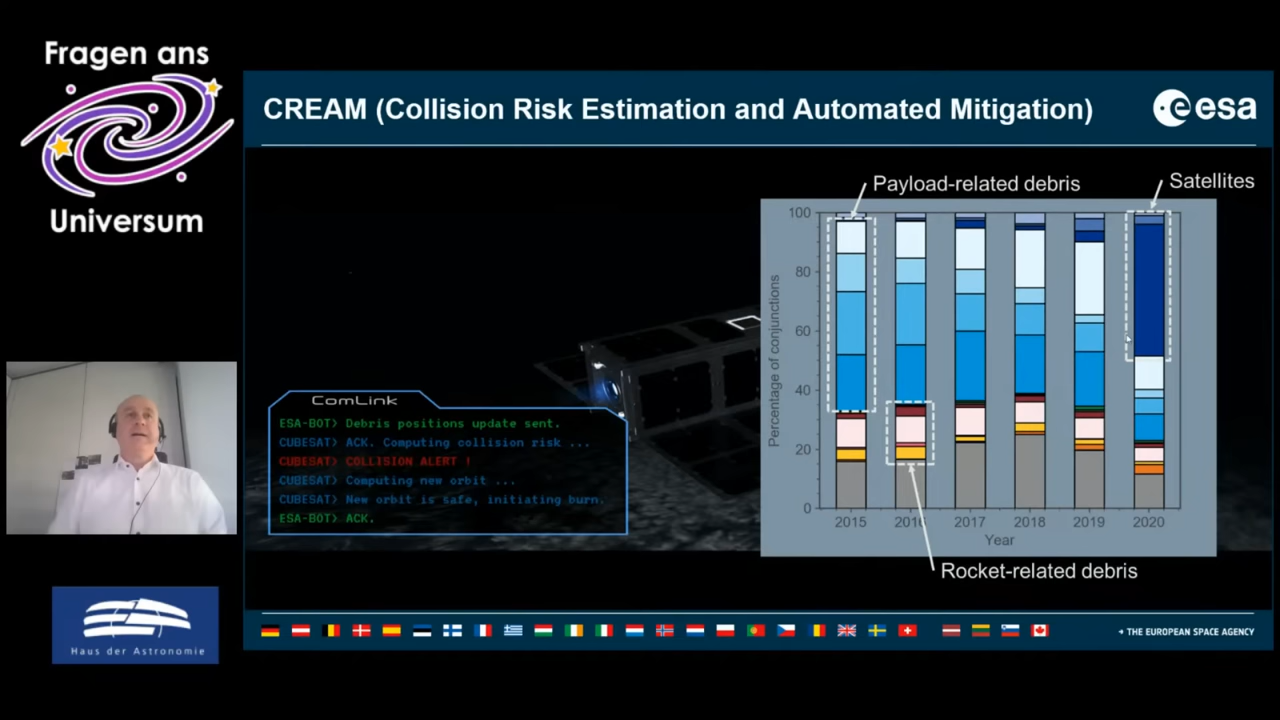 Fragen ans
Universum
CREAM (Collision Risk Estimation and Automated Mitigation)
esa
Payload-related debris
Satellites
100
80
60
40
20
0
Percentage of conjunctions
2015 2016 2017 2018 2019 2020
Year
Rocket-related debris
ComLink
ESA-BOT> Debris positions update sent.
CUBESAT> ACK. Computing collision risk ...
CUBESAT> COLLISION ALERT !
CUBESAT> Computing new orbit ...
CUBESAT> New orbit is safe, initiating burn.
ESA-BOT> ACK.
Haus der Astronomie
→ THE EUROPEAN SPACE AGENCY